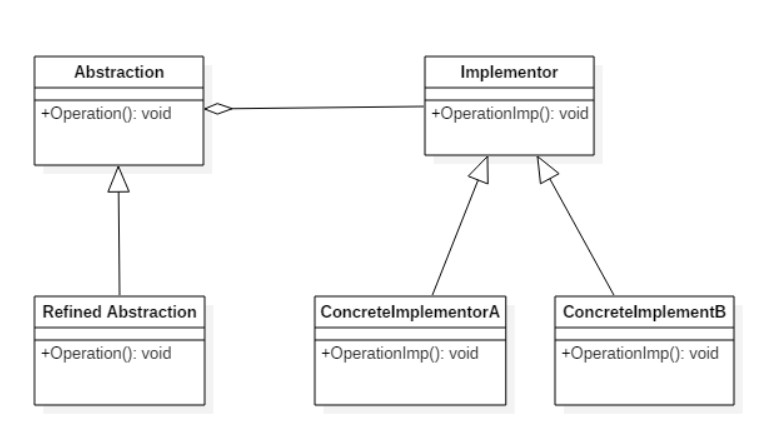 Abstraction
+Operation(): void
Implementor
+OperationImp(): void
Refined Abstraction
+Operation(): void
ConcreteImplementorA
+OperationImp(): void
ConcreteImplementB
+OperationImp(): void